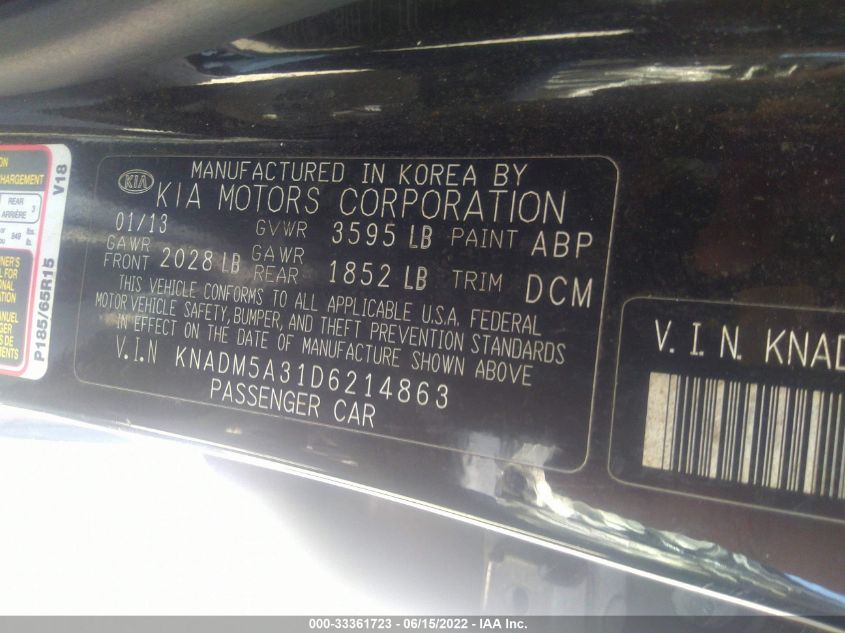 MANUFACTURED IN KOREA BY
KIA KIA MOTORS CORPORATION
01/13 GVWR 3595 LB PAINT ABP
GAWR FRONT 2028 LB GAWR REAR 1852 LB TRIM DCM
THIS VEHICLE CONFORMS TO ALL APPLICABLE U.S.A. FEDERAL
MOTOR VEHICLE SAFETY, BUMPER, AND THEFT PREVENTION STANDARDS
IN EFFECT ON THE DATE OF MANUFACTURE SHOWN ABOVE
V.I.N KNADM5A31D6214863
PASSENGER CAR
V.I.N. KNAD
REAR 3
ARRIÈRE
849
P185/65R15 V18
000-33361723 - 06/15/2022 - IAA Inc.